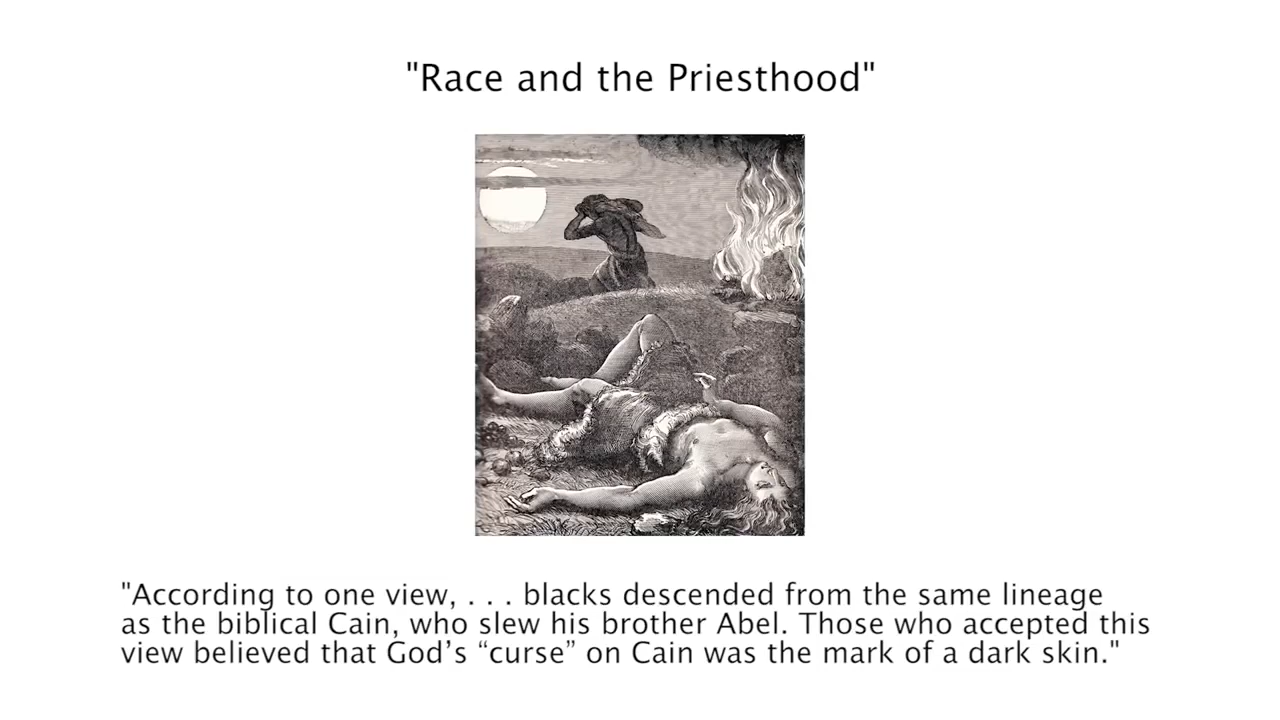 "Race and the Priesthood"
"According to one view, . . . blacks descended from the same lineage
as the biblical Cain, who slew his brother Abel. Those who accepted this
view believed that God’s “curse” on Cain was the mark of a dark skin."